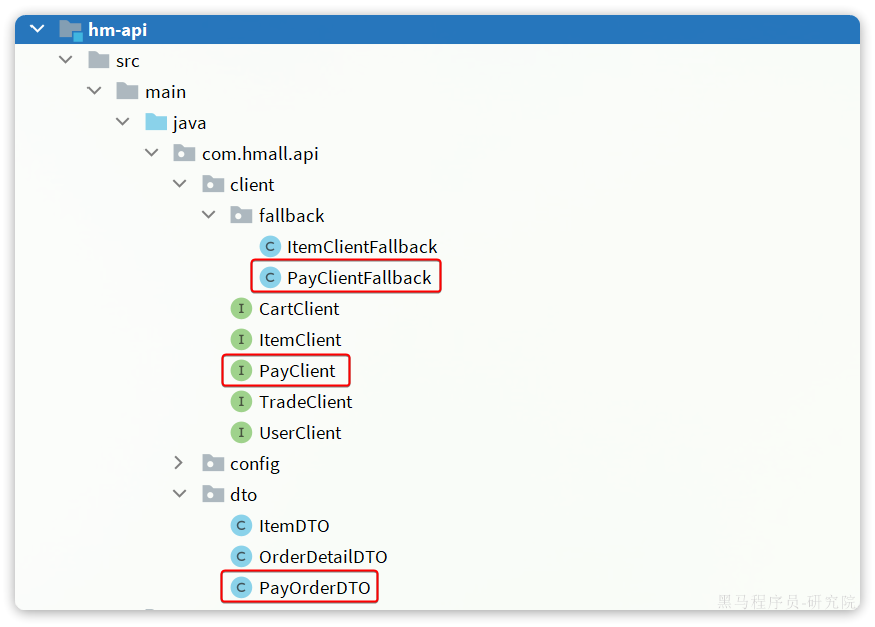 hm-api
src
main
java
com.hmall.api
client
fallback
C ItemClientFallback
C PayClientFallback
I CartClient
I ItemClient
I PayClient
I TradeClient
I UserClient
config
dto
C ItemDTO
C OrderDetailDTO
C PayOrderDTO
黑马程序员-研究院